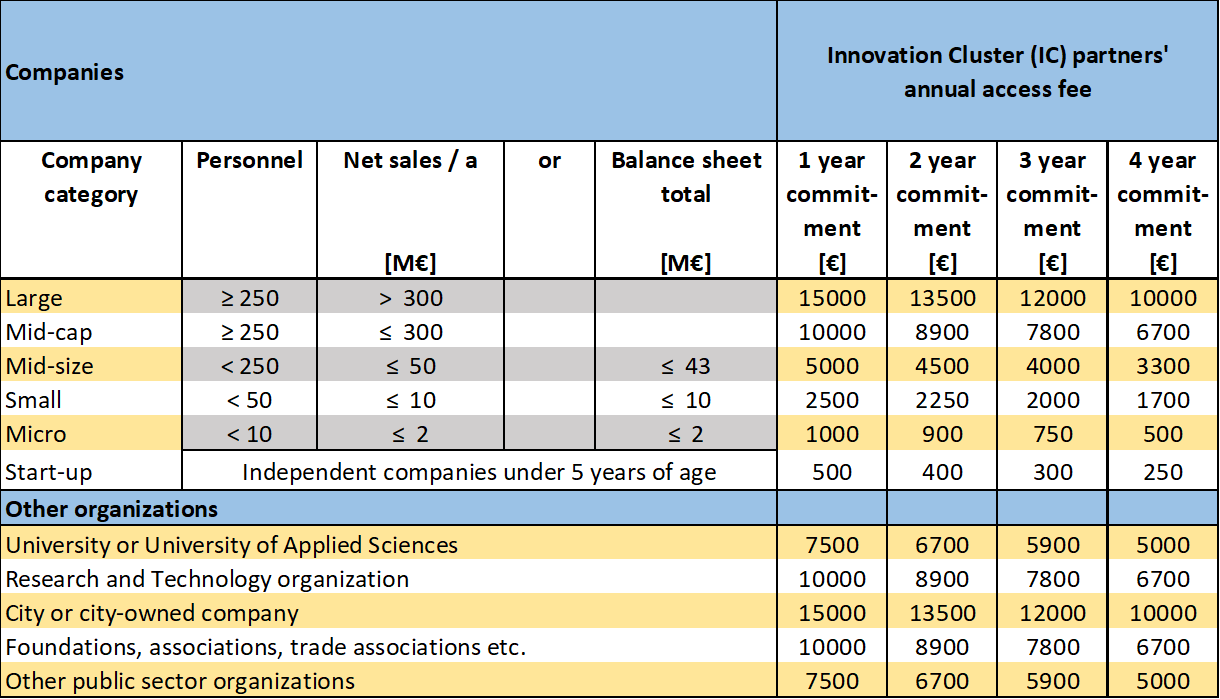 Companies
Innovation Cluster (IC) partners'
annual access fee
Company
category
Personnel
Net sales / a
[M€]
or
Balance sheet
total
[M€]
1 year
commit-
ment
[€]
2 year
commit-
ment
[€]
3 year
commit-
ment
[€]
4 year
commit-
ment
[€]
Large ≥ 250 > 300 15000 13500 12000 10000
Mid-cap ≥ 250 ≤ 300 10000 8900 7800 6700
Mid-size < 250 ≤ 50 ≤ 43 5000 4500 4000 3300
Small < 50 ≤ 10 ≤ 10 2500 2250 2000 1700
Micro < 10 ≤ 2 ≤ 2 1000 900 750 500
Start-up Independent companies under 5 years of age 500 400 300 250
Other organizations
University or University of Applied Sciences 7500 6700 5900 5000
Research and Technology organization 10000 8900 7800 6700
City or city-owned company 15000 13500 12000 10000
Foundations, associations, trade associations etc. 10000 8900 7800 6700
Other public sector organizations 7500 6700 5900 5000